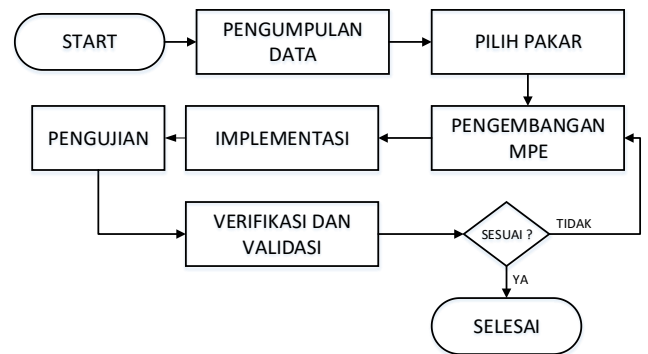 START
PENGUMPULAN
DATA
PILIH PAKAR
PENGEMBANGAN
MPE
IMPLEMENTASI
PENGUJIAN
VERIFIKASI DAN
VALIDASI
SESUAI ?
TIDAK
YA
SELESAI